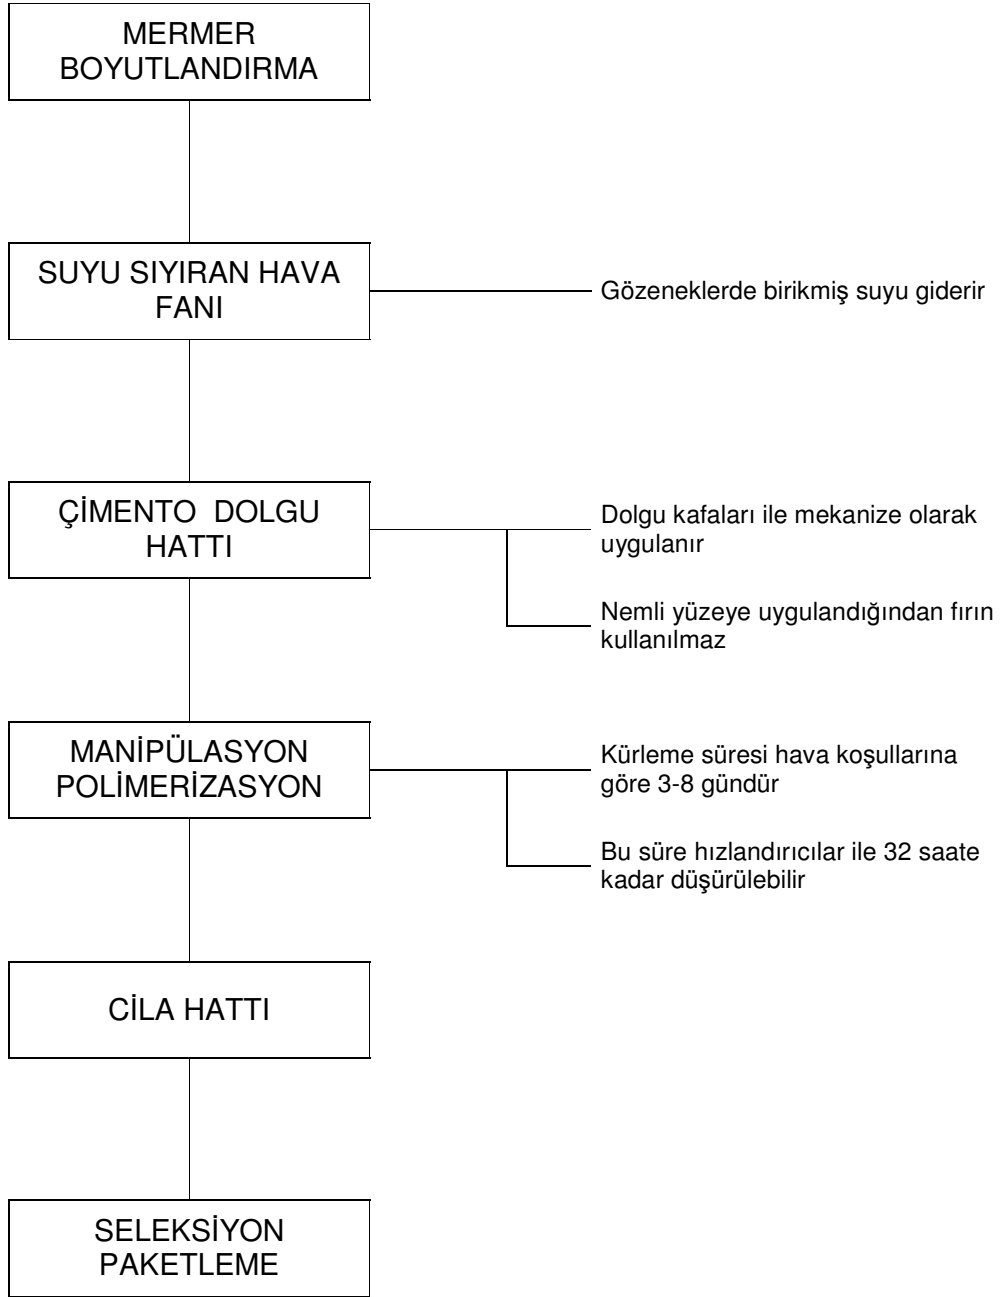 MERMER
BOYUTLANDIRMA
SUYU SIYIRAN HAVA
FANI
Gözeneklerde birikmiş suyu giderir
ÇİMENTO  DOLGU
HATTI
Dolgu kafaları ile mekanize olarak
uygulanır
Nemli yüzeye uygulandığından fırın
kullanılmaz
MANİPÜLASYON
POLİMERİZASYON
Kürleme süresi hava koşullarına
göre 3-8 gündür
Bu süre hızlandırıcılar ile 32 saate
kadar düşürülebilir
CİLA HATTI
SELEKSİYON
PAKETLEME